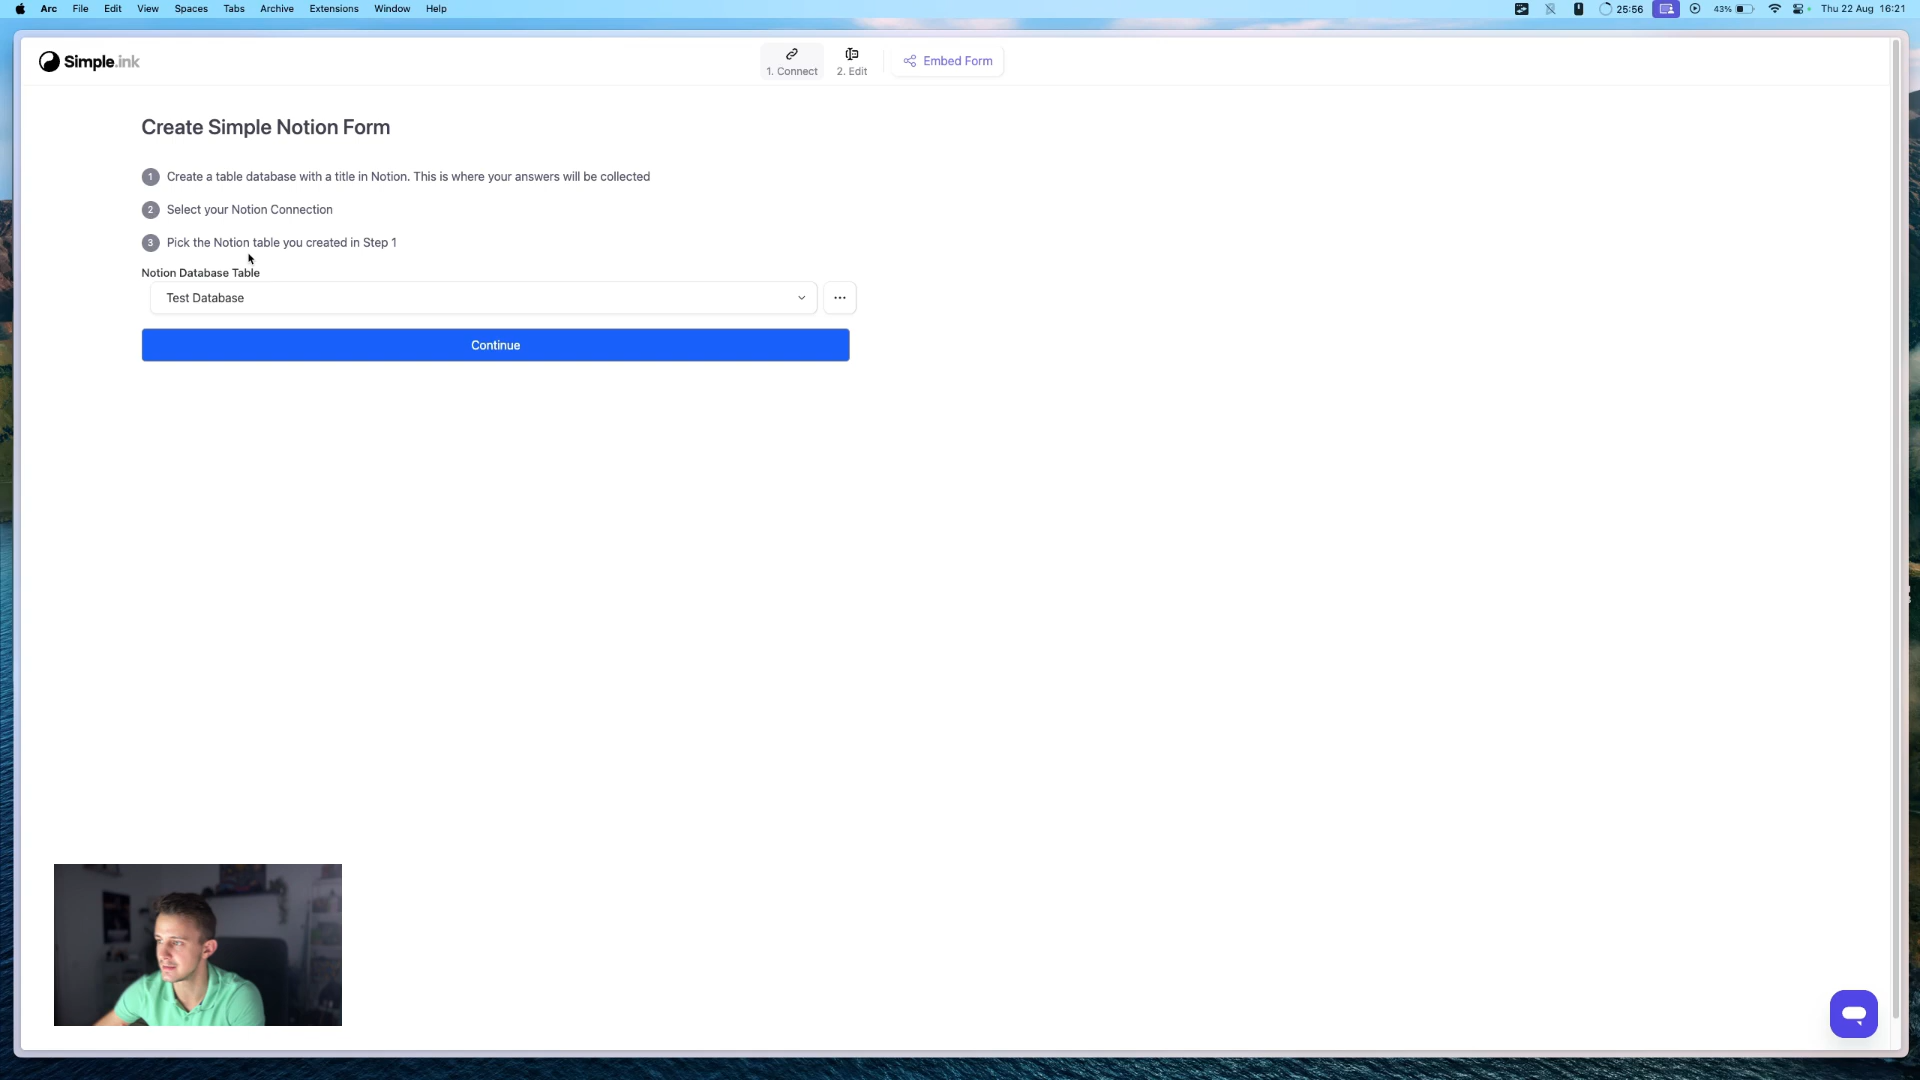 Arc File Edit View Spaces Tabs Archive Extensions Window Help 25:56 43% Thu 22 Aug 16:21
Simple.ink
1. Connect
2. Edit
Embed Form
Create Simple Notion Form
1 Create a table database with a title in Notion. This is where your answers will be collected
2 Select your Notion Connection
3 Pick the Notion table you created in Step 1
Notion Database Table
Test Database
Continue